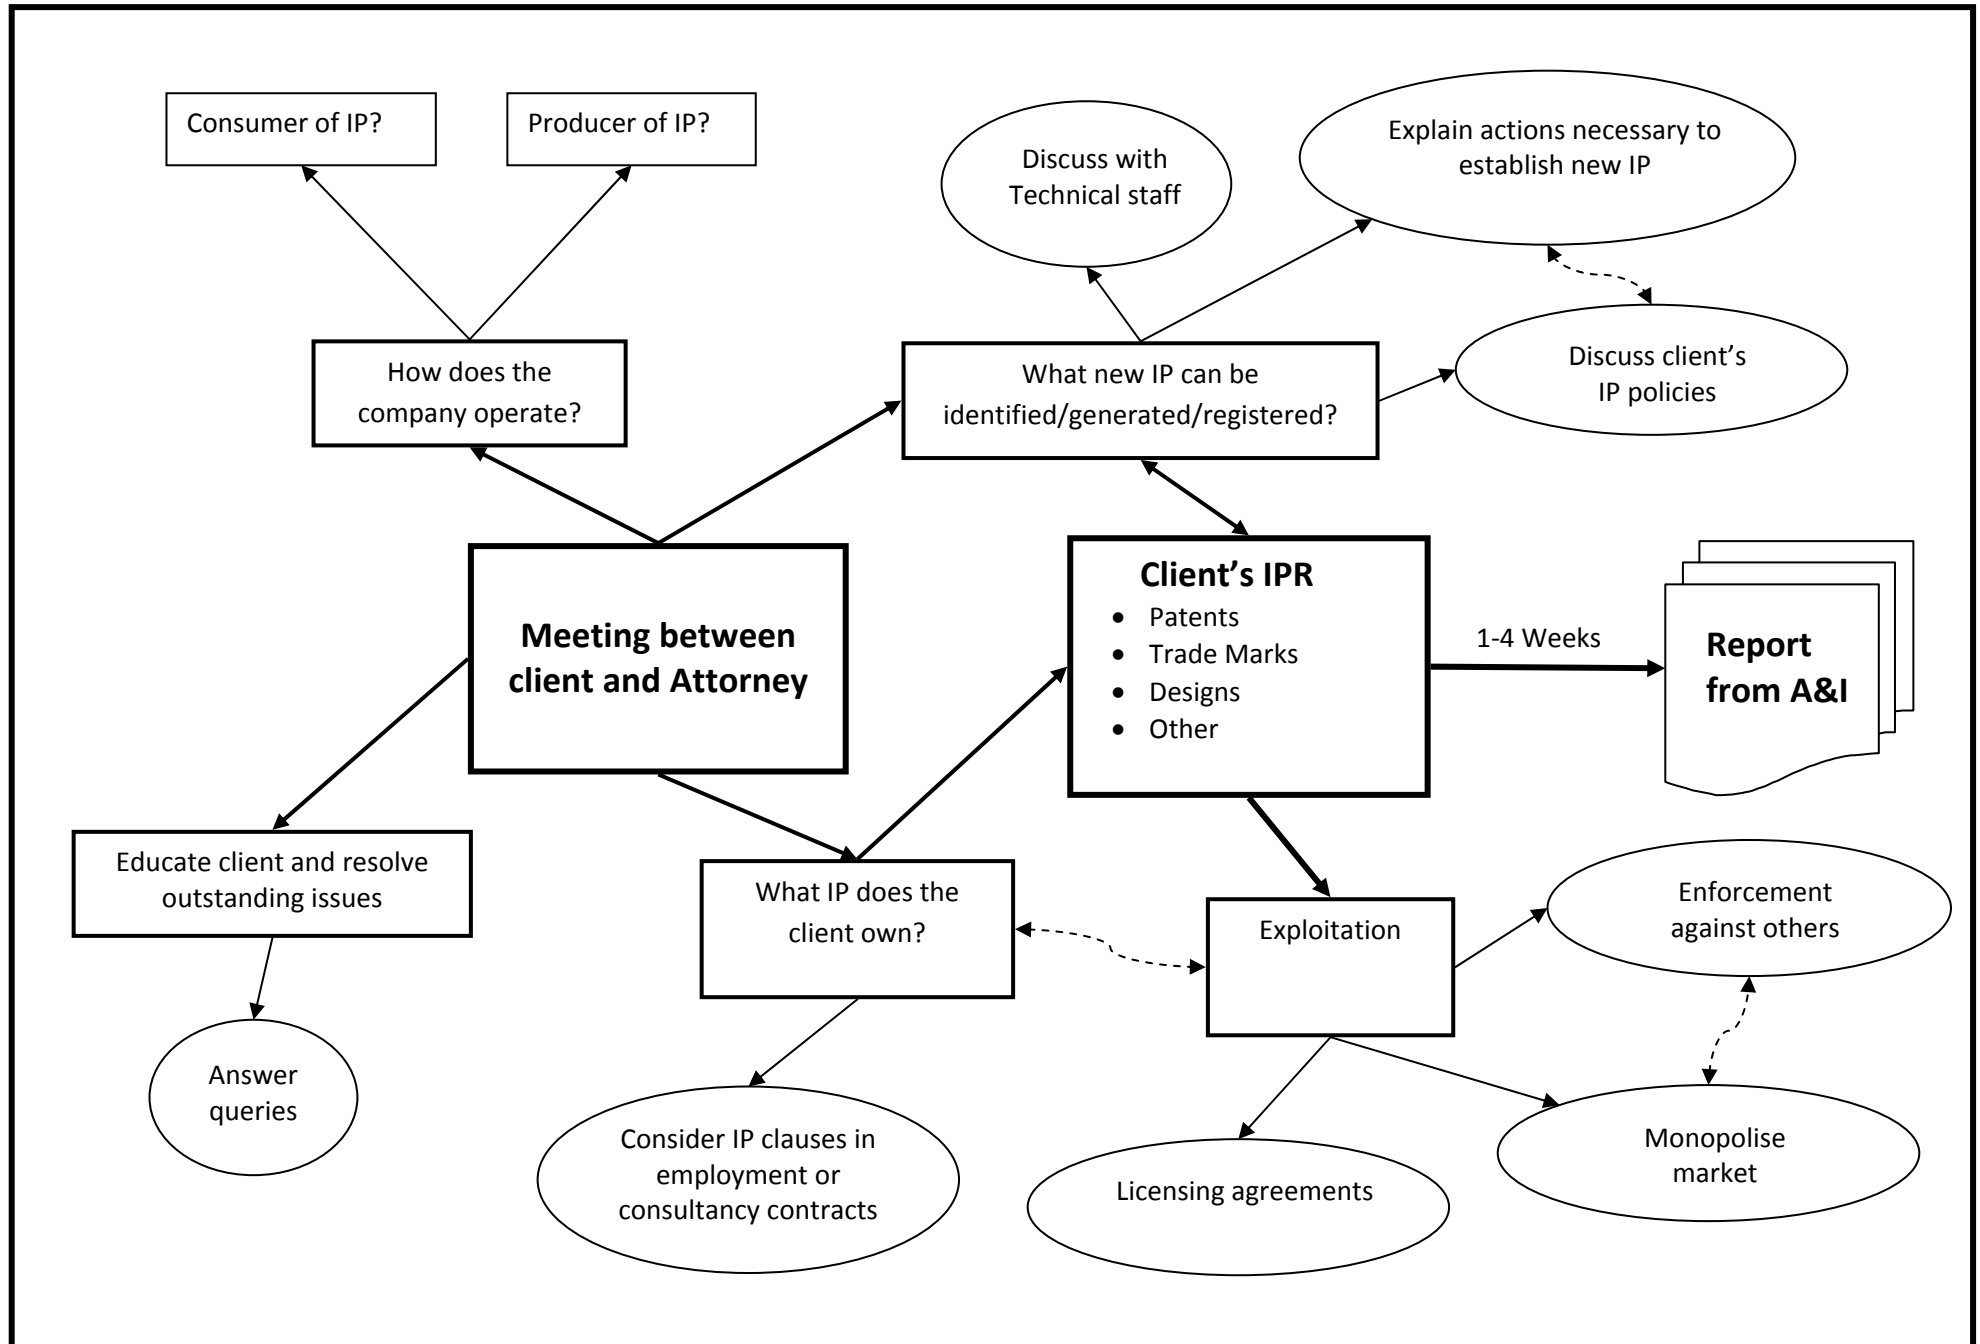 Consumer of IP?
Producer of IP?
Discuss with
Technical staff
Explain actions necessary to
establish new IP
How does the
company operate?
What new IP can be
identified/generated/registered?
Discuss client’s
IP policies
Meeting between
client and Attorney
Client’s IPR
• Patents
• Trade Marks
• Designs
• Other
1-4 Weeks
Report
from A&I
Educate client and resolve
outstanding issues
What IP does the
client own?
Exploitation
Enforcement
against others
Answer
queries
Consider IP clauses in
employment or
consultancy contracts
Licensing agreements
Monopolise
market